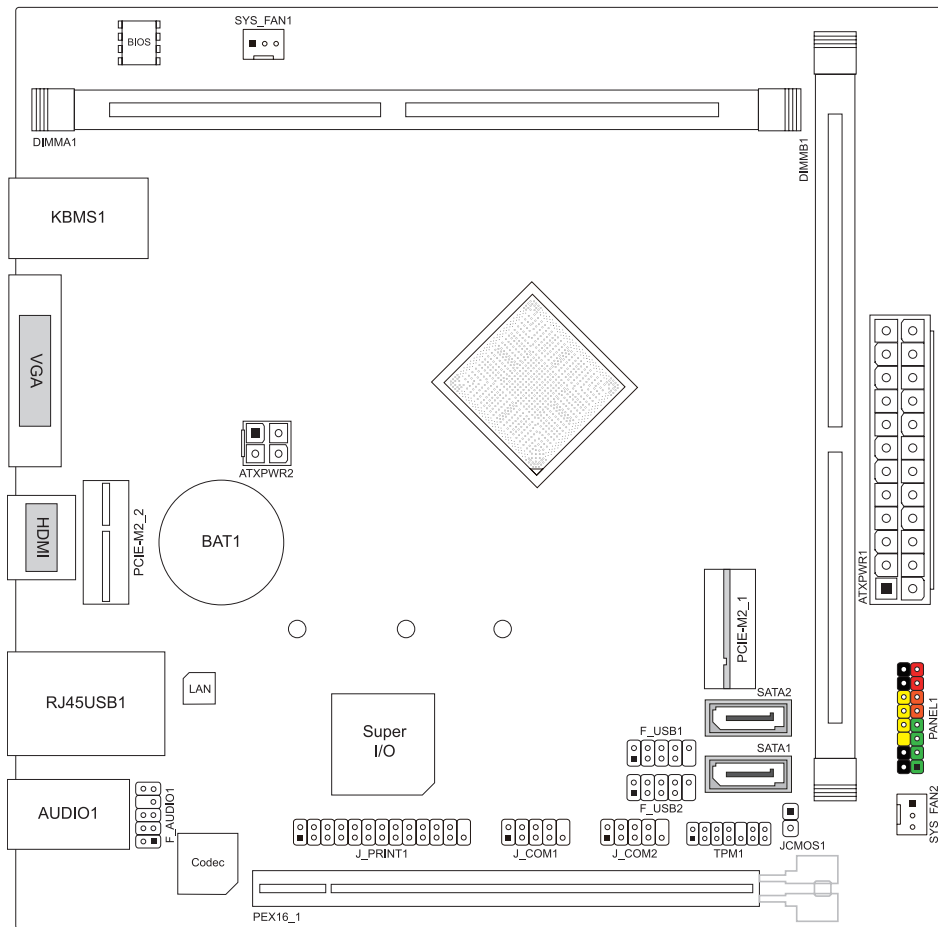 SYS_FAN1
BIOS
DIMMA1
DIMMB1
KBMS1
VGA
ATXPWR2
HDMI
PCIE-M2_2
BAT1
ATXPWR1
PCIE-M2_1
RJ45USB1
LAN
Super
I/O
SATA2
PANEL1
F_USB1
SATA1
F_USB2
AUDIO1
F_AUDIO1
SYS_FAN2
JCMOS1
J_PRINT1
J_COM1
J_COM2
TPM1
Codec
PEX16_1